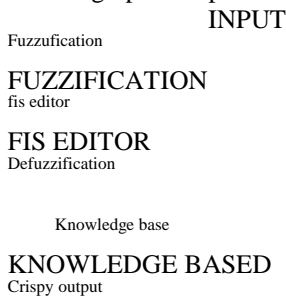 INPUT
Fuzzufication
FUZZIFICATION
fis editor
FIS EDITOR
Defuzzification
Knowledge base
KNOWLEDGE BASED
Crispy output